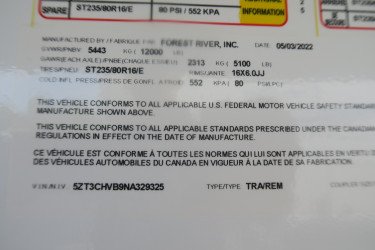 SPARE ST235/80R16/E 80 PSI / 552 KPA INFORMATION 5
MANUFACTURED BY / FABRIQUE PAR FOREST RIVER, INC. DATE 05/03/2022
GVWR/PNBV 5443 KG ( 12000 LB)
GAWR(EACH AXLE)/PNBE(CHAQUE ESSIEU) 2313 KG ( 5100 LB)
TIRES/PNEU ST235/80R16/E RIMS/JANTE 16X6.0JJ
COLD INFL. PRESS./PRESS. DE GONFL. A FROID 552 KPA ( 80 PSI/LPC)
THIS VEHICLE CONFORMS TO ALL APPLICABLE U.S. FEDERAL MOTOR VEHICLE SAFETY STANDAR
MANUFACTURE SHOWN ABOVE.
THIS VEHICLE CONFORMS TO ALL APPLICABLE STANDARDS PRESCRIBED UNDER THE CANADIA
REGULATIONS IN EFFECT ON THE DATE OF MANUFACTURE.
CE VÉHICULE EST CONFORME À TOUTES LES NORMES QUI LUI SONT APPLICABLES EN VERTU D
DES VÉHICULES AUTOMOBILES DU CANADA EN VIGUEUR À LA DATE DE SA FABRICATION.
V.I.N./N.I.V. 5ZT3CHVB9NA329325 TYPE/TYPE TRA/REM COUPLER